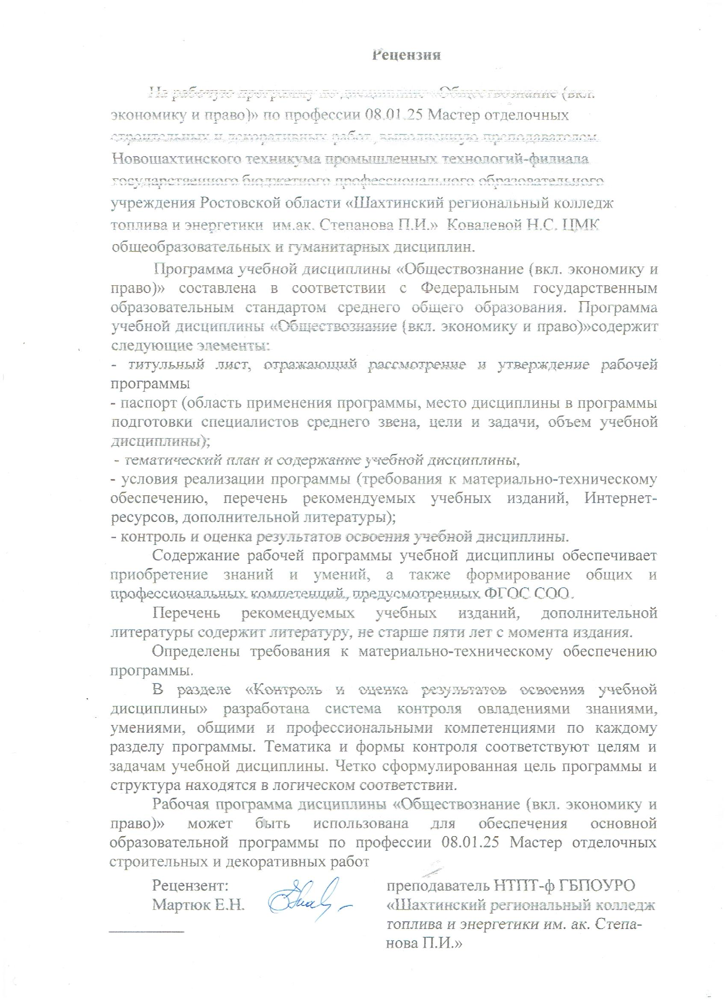 Рецензия
На рабочую программу по дисциплине «Обществознание (вкл.
экономику и право)» по профессии 08.01.25 Мастер отделочных
строительных и декоративных работ, выполненную преподавателем
Новошахтинского техникума промышленных технологий-филиала
государственного бюджетного профессионального образовательного
учреждения Ростовской области «Шахтинский региональный колледж
топлива и энергетики им.ак. Степанова П.И.» Ковалевой Н.С. ЦМК
общеобразовательных и гуманитарных дисциплин.
Программа учебной дисциплины «Обществознание (вкл. экономику и
право)» составлена в соответствии с Федеральным государственным
образовательным стандартом среднего общего образования. Программа
учебной дисциплины «Обществознание (вкл. экономику и право)»содержит
следующие элементы:
- титульный лист, отражающий рассмотрение и утверждение рабочей
программы
- паспорт (область применения программы, место дисциплины в программы
подготовки специалистов среднего звена, цели и задачи, объем учебной
дисциплины);
- тематический план и содержание учебной дисциплины,
- условия реализации программы (требования к материально-техническому
обеспечению, перечень рекомендуемых учебных изданий, Интернет-
ресурсов, дополнительной литературы);
- контроль и оценка результатов освоения учебной дисциплины.
Содержание рабочей программы учебной дисциплины обеспечивает
приобретение знаний и умений, а также формирование общих и
профессиональных компетенций, предусмотренных ФГОС СОО.
Перечень рекомендуемых учебных изданий, дополнительной
литературы содержит литературу, не старше пяти лет с момента издания.
Определены требования к материально-техническому обеспечению
программы.
В разделе «Контроль и оценка результатов освоения учебной
дисциплины» разработана система контроля овладениями знаниями,
умениями, общими и профессиональными компетенциями по каждому
разделу программы. Тематика и формы контроля соответствуют целям и
задачам учебной дисциплины. Четко сформулированная цель программы и
структура находятся в логическом соответствии.
Рабочая программа дисциплины «Обществознание (вкл. экономику и
право)» может быть использована для обеспечения основной
образовательной программы по профессии 08.01.25 Мастер отделочных
строительных и декоративных работ
Рецензент:
Мартюк Е.Н.
преподаватель НТПТ-ф ГБПОУРО
«Шахтинский региональный колледж
топлива и энергетики им. ак. Степа-
нова П.И.»